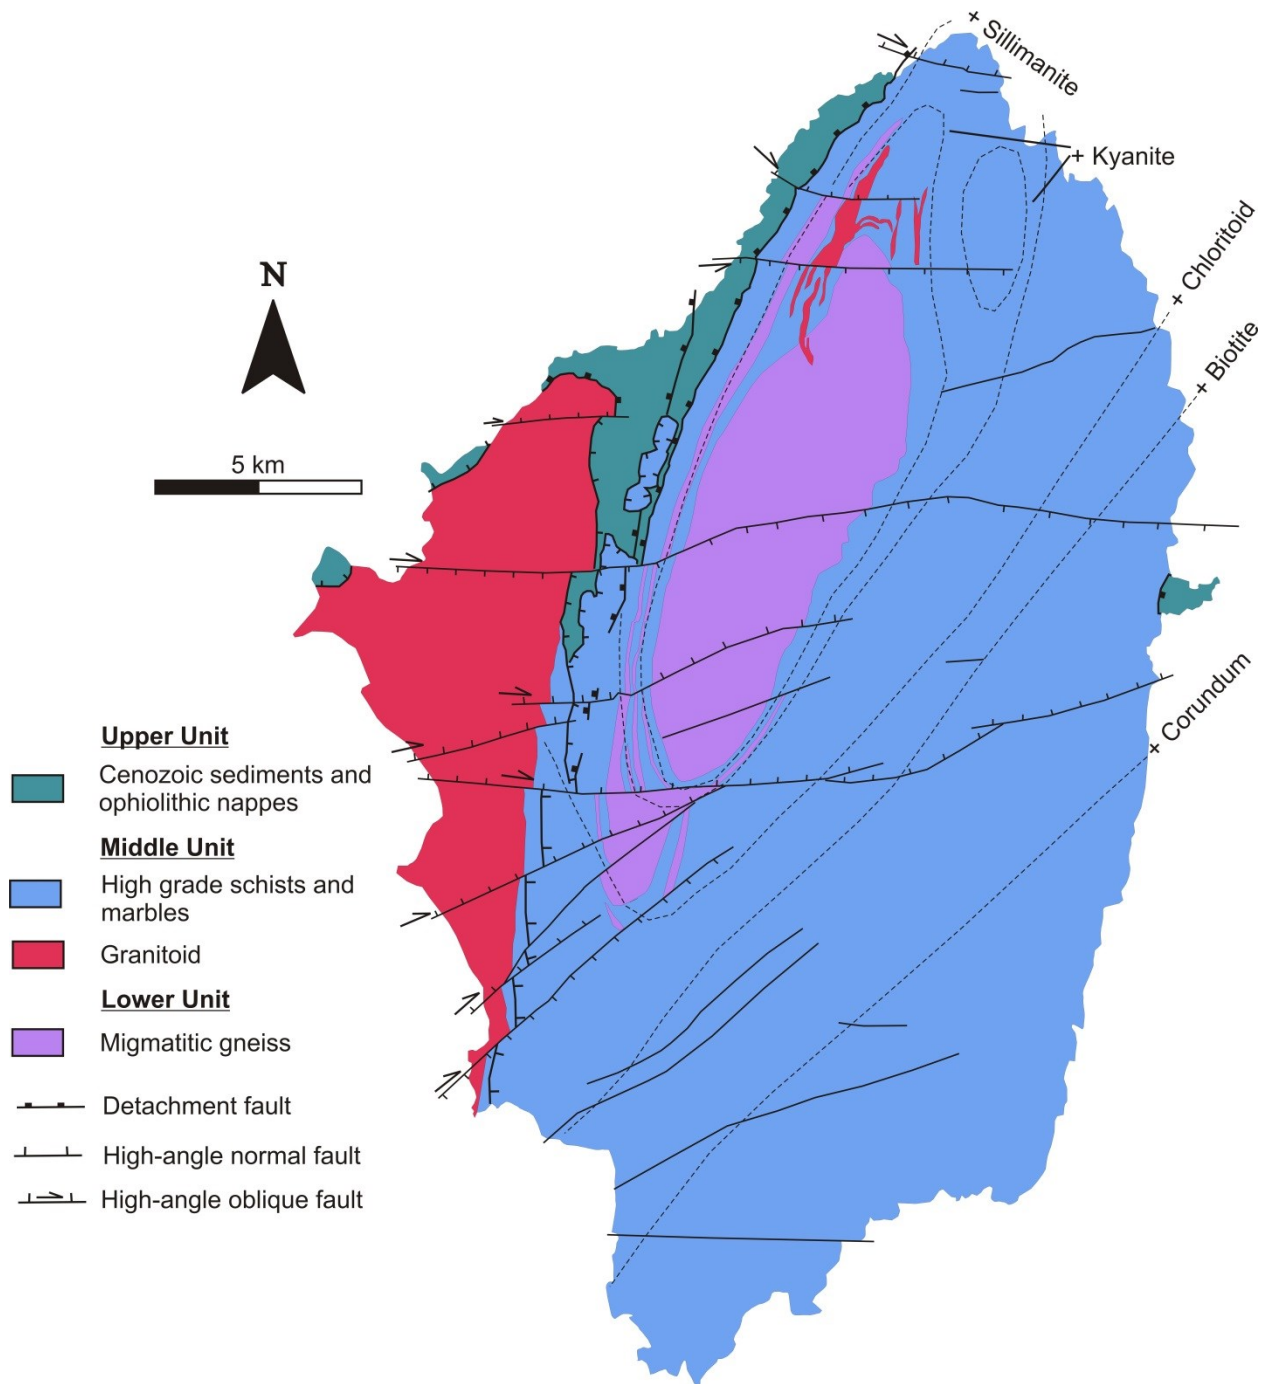 + Sillimanite
+ Kyanite
N
+ Chloritoid
+ Biotite
5 km
+ Corundum
Upper Unit
Cenozoic sediments and
ophiolithic nappes
Middle Unit
High grade schists and
marbles
Granitoid
Lower Unit
Migmatitic gneiss
Detachment fault
High-angle normal fault
High-angle oblique fault